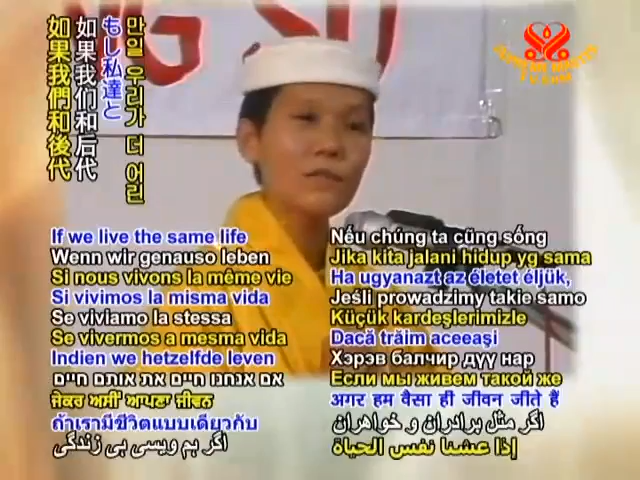 NG SU
SUPREME MASTER
TV TEAM
만일 우리가 더 어린
もし私達と
如果我们和后代
如果我們和後代
If we live the same life
Wenn wir genauso leben
Si nous vivons la même vie
Si vivimos la misma vida
Se viviamo la stessa
Se vivermos a mesma vida
Indien we hetzelfde leven
אם אנחנו חיים את אותם חיים
ਜੇਕਰ ਅਸੀਂ ਆਪਣਾ ਜੀਵਨ
ถ้าเรามีชีวิตแบบเดียวกับ
اگر ہم ویسی ہی زندگی
Nếu chúng ta cũng sống
Jika kita jalani hidup yg sama
Ha ugyanazt az életet éljük,
Jeśli prowadzimy takie samo
Küçük kardeşlerimizle
Dacă trăim aceeaşi
Хэрэв балчир дүү нар
Если мы живем такой же
अगर हम वैसा ही जीवन जीते हैं
اگر مثل برادران و خواهران
إذا عشنا نفس الحياة